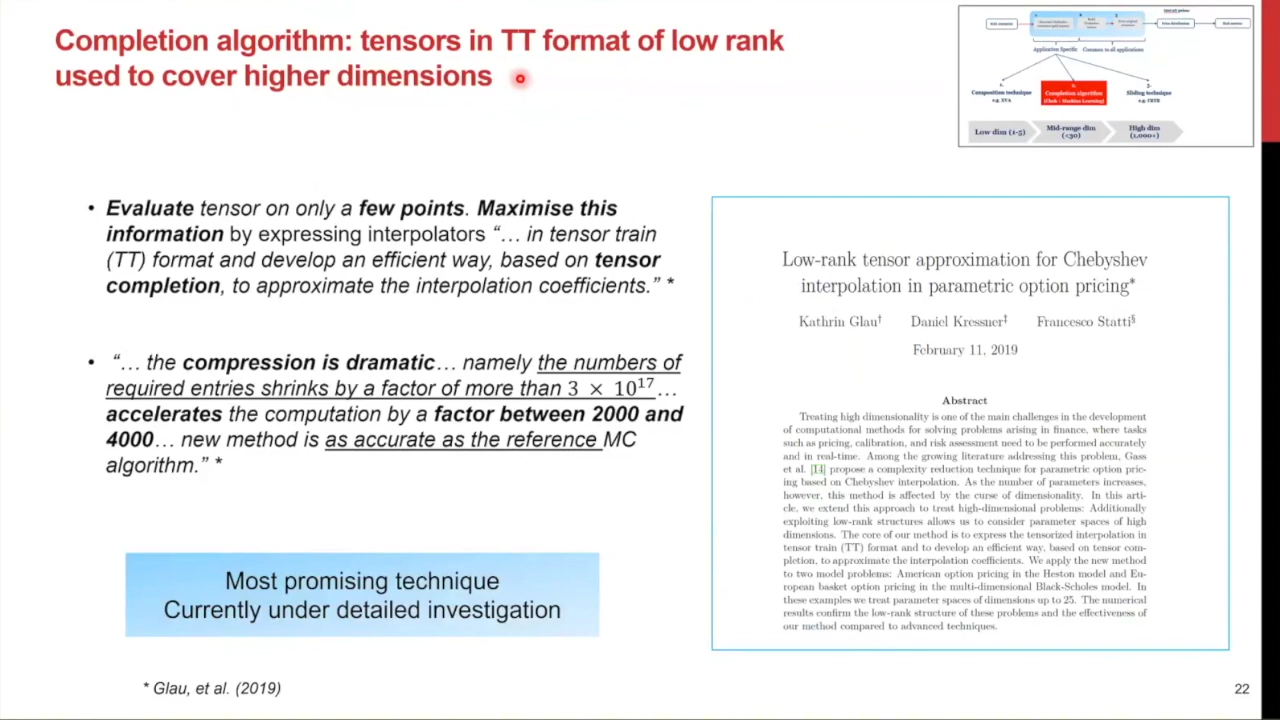 Completion algorithm: tensors in TT format of low rank
used to cover higher dimensions
Application Specific
Common to all applications
1.
Composition technique
e.g. XVA
2.
Completion algorithm
(Cheb + Machine Learning)
3.
Sliding technique
e.g. FRTB
Low dim (1-5)
Mid-range dim
(<30)
High dim
(1,000<)
• Evaluate tensor on only a few points. Maximise this
information by expressing interpolators “… in tensor train
(TT) format and develop an efficient way, based on tensor
completion, to approximate the interpolation coefficients.” *
• “… the compression is dramatic… namely the numbers of
required entries shrinks by a factor of more than 3 × 10¹⁷…
accelerates the computation by a factor between 2000 and
4000… new method is as accurate as the reference MC
algorithm.” *
Most promising technique
Currently under detailed investigation
* Glau, et al. (2019)
Low-rank tensor approximation for Chebyshev
interpolation in parametric option pricing*
Kathrin Glau† Daniel Kressner‡ Francesco Statti§
February 11, 2019
Abstract
Treating high dimensionality is one of the main challenges in the development
of computational methods for solving problems arising in finance, where tasks
such as pricing, calibration, and risk assessment need to be performed accurately
and in real-time. Among the growing literature addressing this problem, Gass
et al. [14] propose a complexity reduction technique for parametric option pric-
ing based on Chebyshev interpolation. As the number of parameters increases,
however, this method is affected by the curse of dimensionality. In this arti-
cle, we extend this approach to treat high-dimensional problems: Additionally
exploiting low-rank structures allows us to consider parameter spaces of high
dimensions. The core of our method is to express the tensorized interpolation in
tensor train (TT) format and to develop an efficient way, based on tensor com-
pletion, to approximate the interpolation coefficients. We apply the new method
to two model problems: American option pricing in the Heston model and Eu-
ropean basket option pricing in the multi-dimensional Black-Scholes model. In
these examples we treat parameter spaces of dimensions up to 25. The numerical
results confirm the low-rank structure of these problems and the effectiveness of
our method compared to advanced techniques.
22